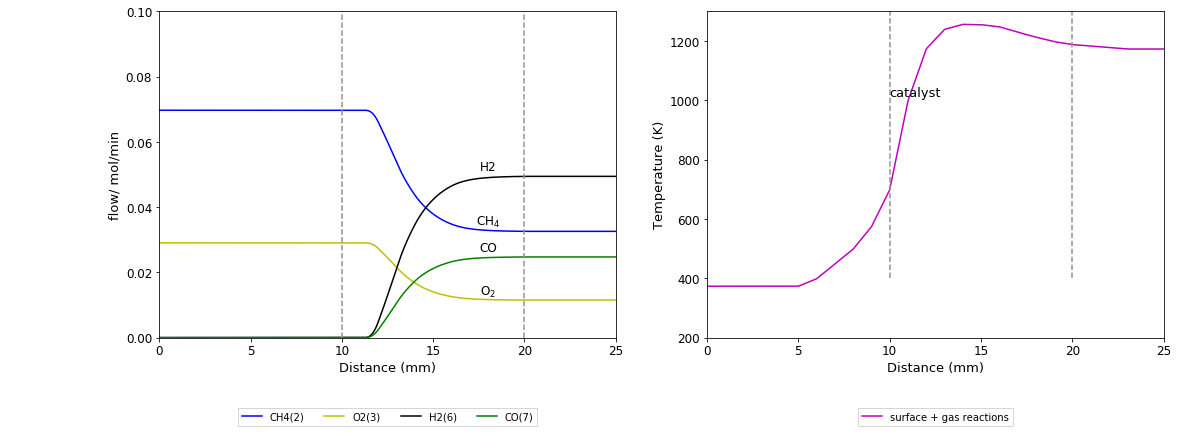 0.10
0.08
0.06
0.04
0.02
0.00
flow/ mol/min
H2
CH₄
CO
O₂
0 5 10 15 20 25
Distance (mm)
CH4(2) O2(3) H2(6) CO(7)
1200
1000
800
600
400
200
Temperature (K)
catalyst
0 5 10 15 20 25
Distance (mm)
surface + gas reactions